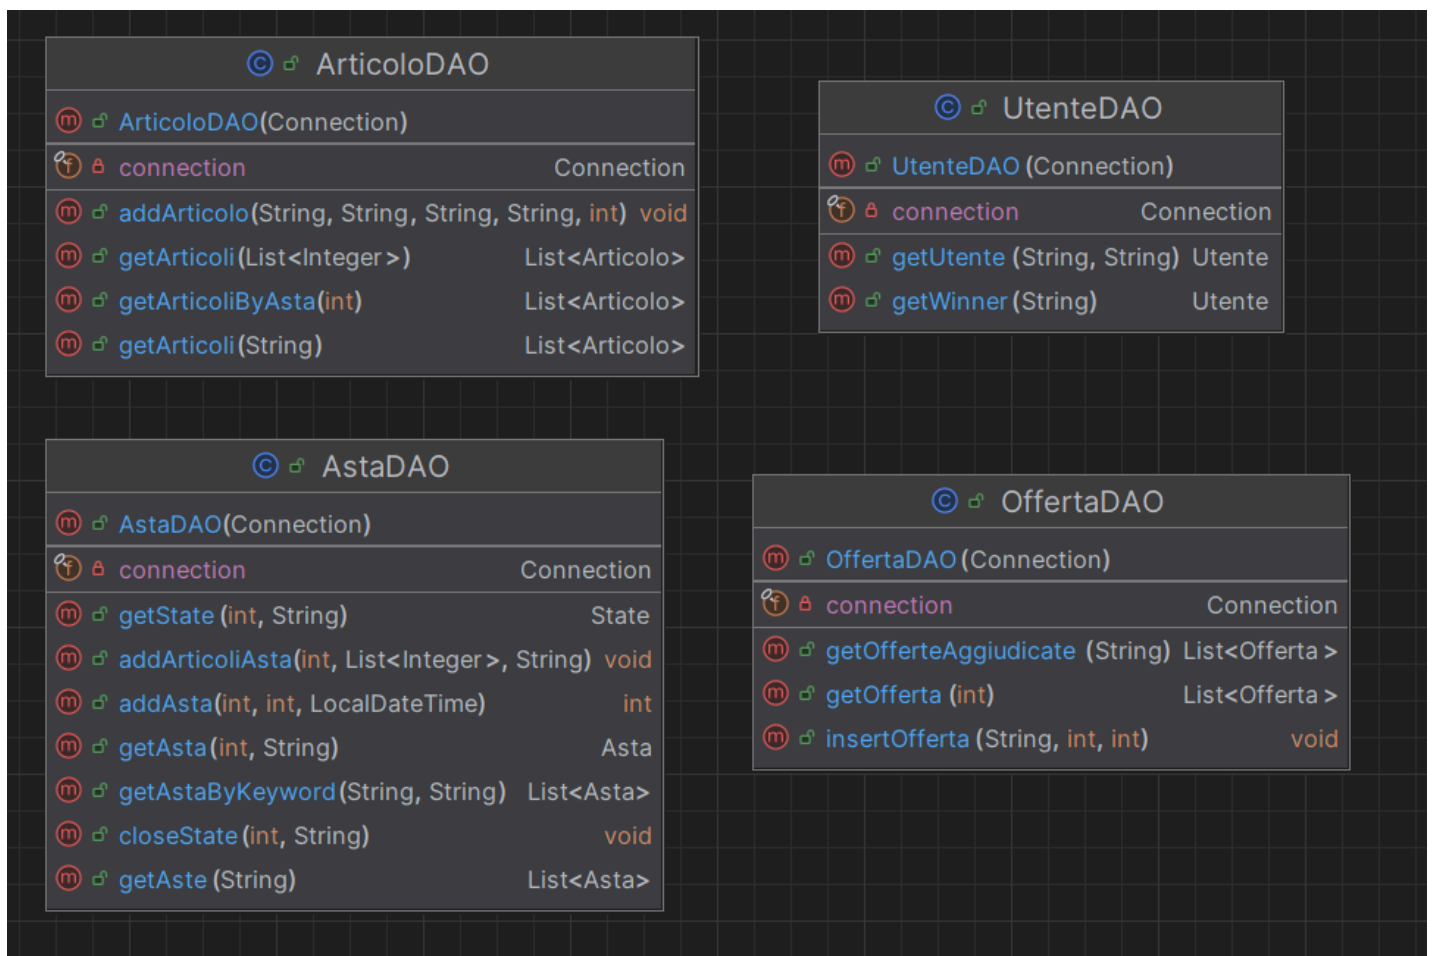 ArticoloDAO
ArticoloDAO(Connection)
connection Connection
addArticolo(String, String, String, String, int) void
getArticoli(List<Integer>) List<Articolo>
getArticoliByAsta(int) List<Articolo>
getArticoli(String) List<Articolo>
UtenteDAO
UtenteDAO(Connection)
connection Connection
getUtente(String, String) Utente
getWinner(String) Utente
AstaDAO
AstaDAO(Connection)
connection Connection
getState(int, String) State
addArticoliAsta(int, List<Integer>, String) void
addAsta(int, int, LocalDateTime) int
getAsta(int, String) Asta
getAstaByKeyword(String, String) List<Asta>
closeState(int, String) void
getAste(String) List<Asta>
OffertaDAO
OffertaDAO(Connection)
connection Connection
getOfferteAggiudicate(String) List<Offerta>
getOfferta(int) List<Offerta>
insertOfferta(String, int, int) void